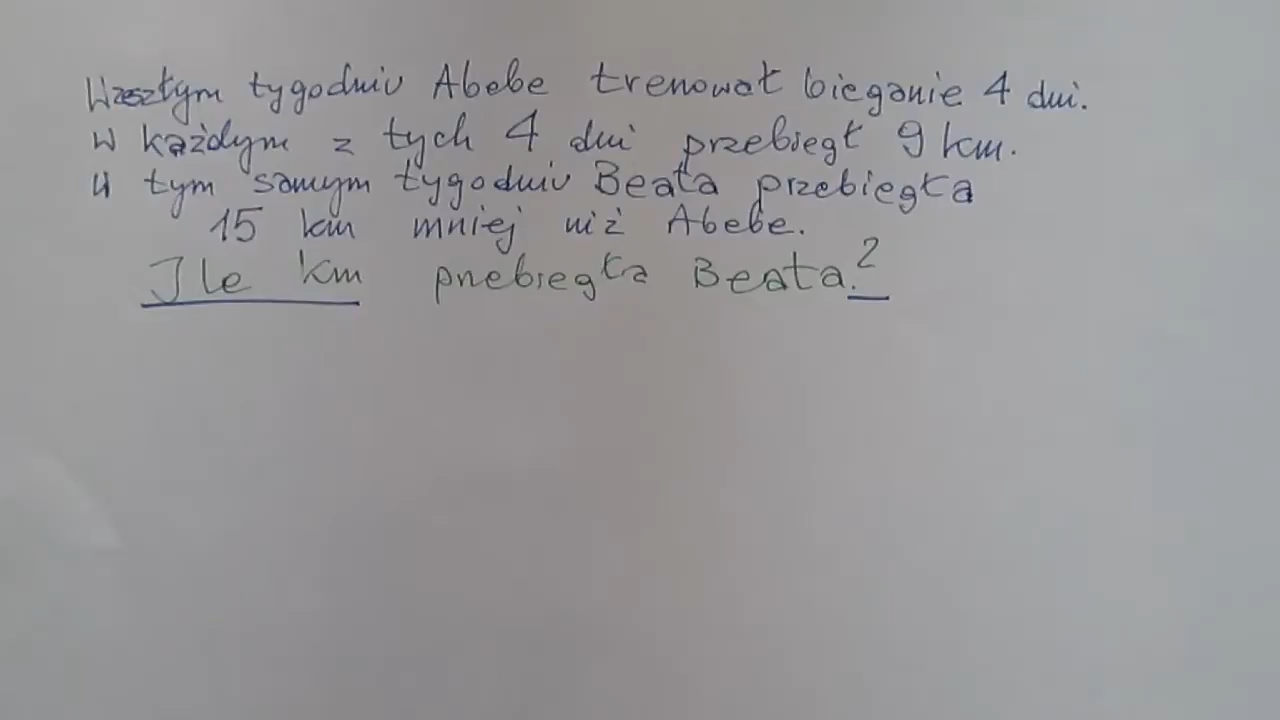 W zeszłym tygodniu Abebe trenował bieganie 4 dni.
W każdym z tych 4 dni przebiegł 9 km.
W tym samym tygodniu Beata przebiegła
15 km mniej niż Abebe.
Ile km przebiegła Beata?